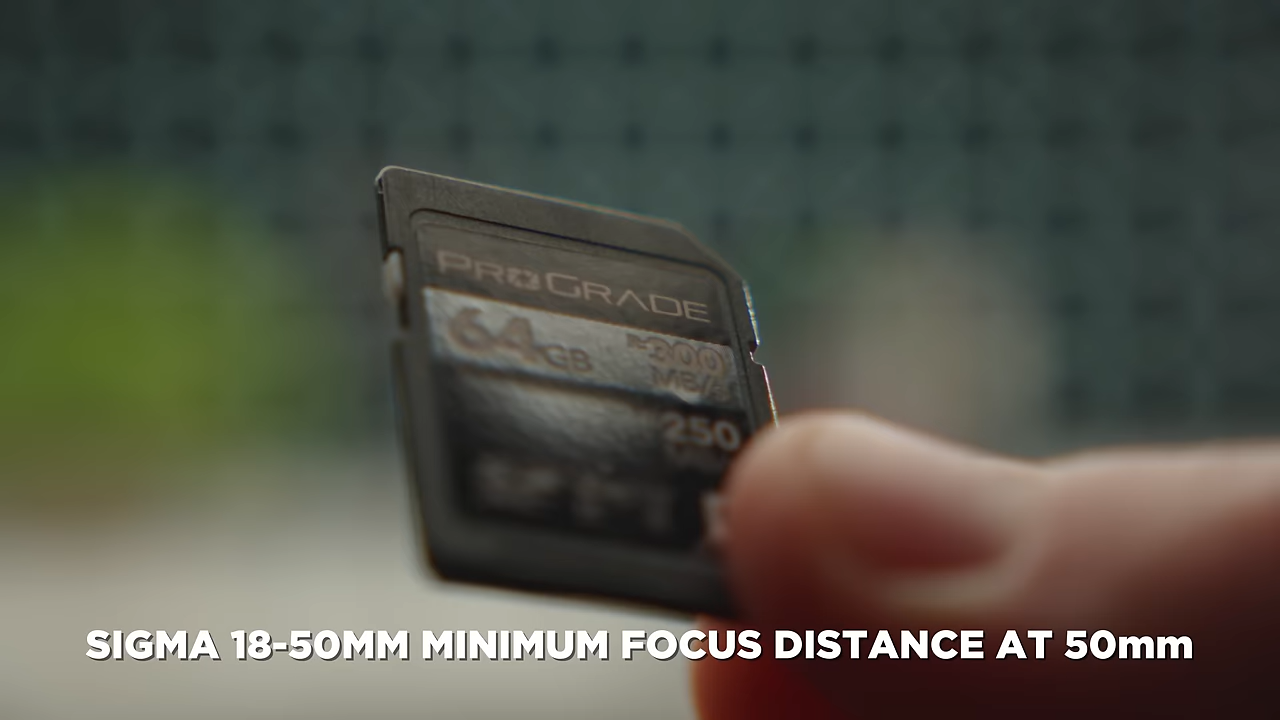 PROGRADE
64GB
300
MB/s
250
SIGMA 18-50MM MINIMUM FOCUS DISTANCE AT 50mm